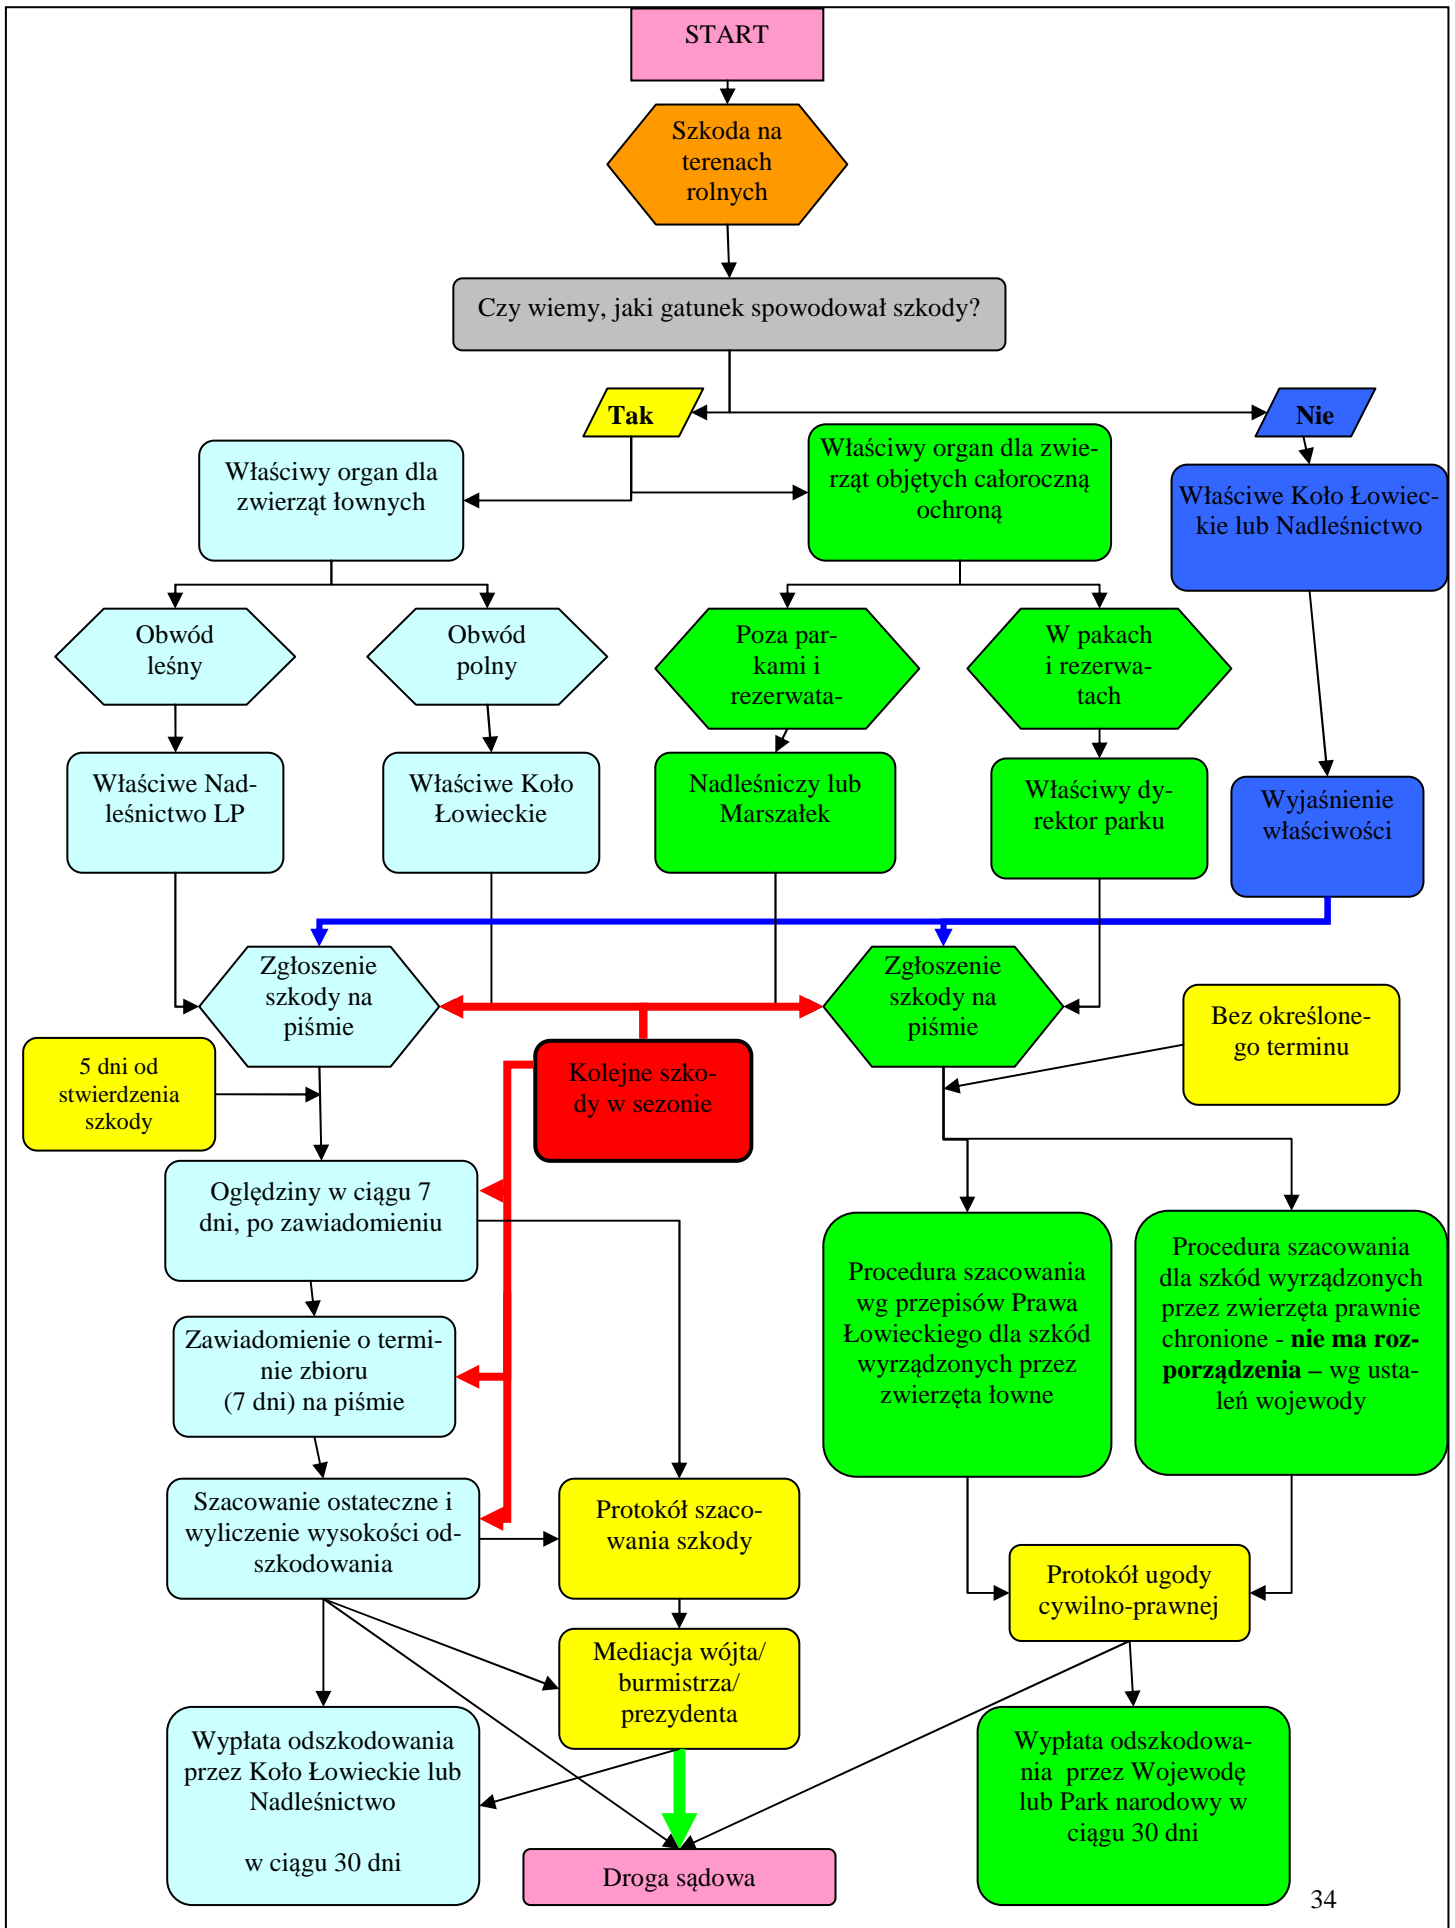 START
Szkoda na
terenach
rolnych
Czy wiemy, jaki gatunek spowodował szkody?
Tak
Nie
Właściwy organ dla
zwierząt łownych
Właściwy organ dla zwie-
rząt objętych całoroczną
ochroną
Właściwe Koło Łowiec-
kie lub Nadleśnictwo
Obwód
leśny
Obwód
polny
Poza par-
kami i
rezerwata-
W pakach
i rezerwa-
tach
Właściwe Nad-
leśnictwo LP
Właściwe Koło
Łowieckie
Nadleśniczy lub
Marszałek
Właściwy dy-
rektor parku
Wyjaśnienie
właściwości
Zgłoszenie
szkody na
piśmie
Zgłoszenie
szkody na
piśmie
Bez określone-
go terminu
5 dni od
stwierdzenia
szkody
Kolejne szko-
dy w sezonie
Oględziny w ciągu 7
dni, po zawiadomieniu
Procedura szacowania
wg przepisów Prawa
Łowieckiego dla szkód
wyrządzonych przez
zwierzęta łowne
Procedura szacowania
dla szkód wyrządzonych
przez zwierzęta prawnie
chronione - nie ma roz-
porządzenia – wg usta-
leń wojewody
Zawiadomienie o termi-
nie zbioru
(7 dni) na piśmie
Szacowanie ostateczne i
wyliczenie wysokości od-
szkodowania
Protokół szaco-
wania szkody
Protokół ugody
cywilno-prawnej
Mediacja wójta/
burmistrza/
prezydenta
Wypłata odszkodowania
przez Koło Łowieckie lub
Nadleśnictwo
w ciągu 30 dni
Wypłata odszkodowa-
nia przez Wojewodę
lub Park narodowy w
ciągu 30 dni
Droga sądowa
34